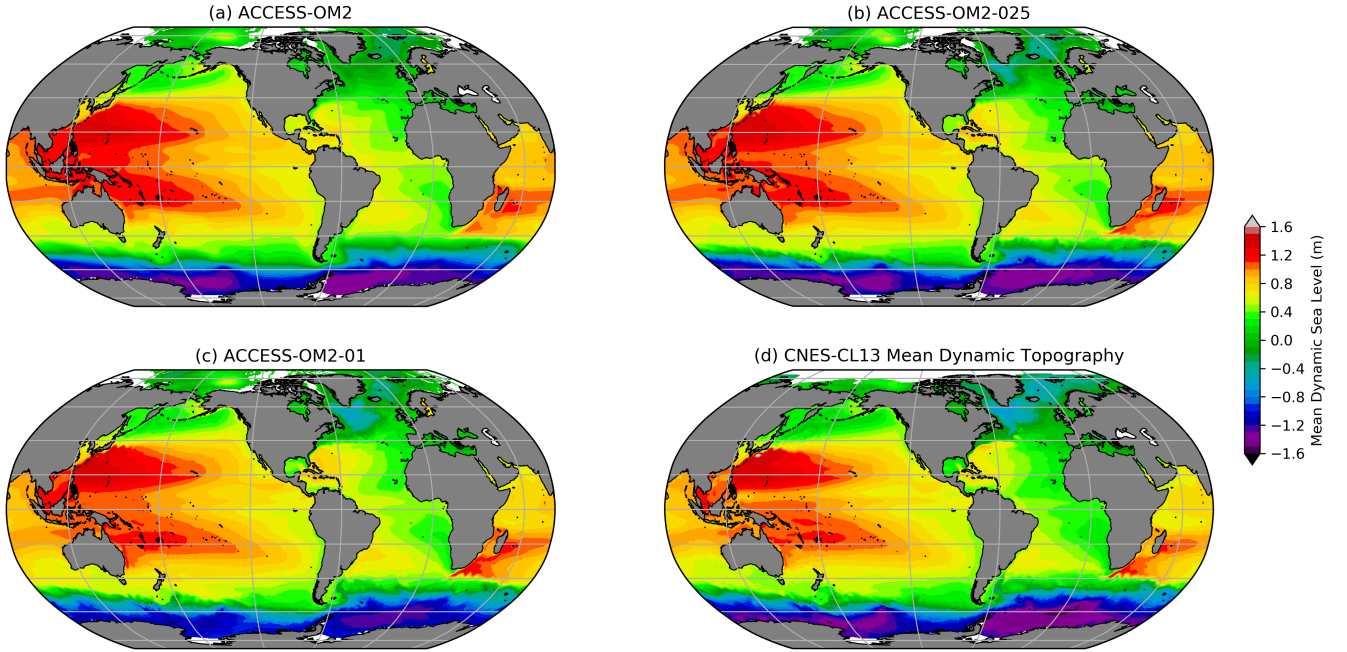 (a) ACCESS-OM2
(b) ACCESS-OM2-025
(c) ACCESS-OM2-01
(d) CNES-CL13 Mean Dynamic Topography
1.6
1.2
0.8
0.4
0.0
−0.4
−0.8
−1.2
−1.6
Mean Dynamic Sea Level (m)